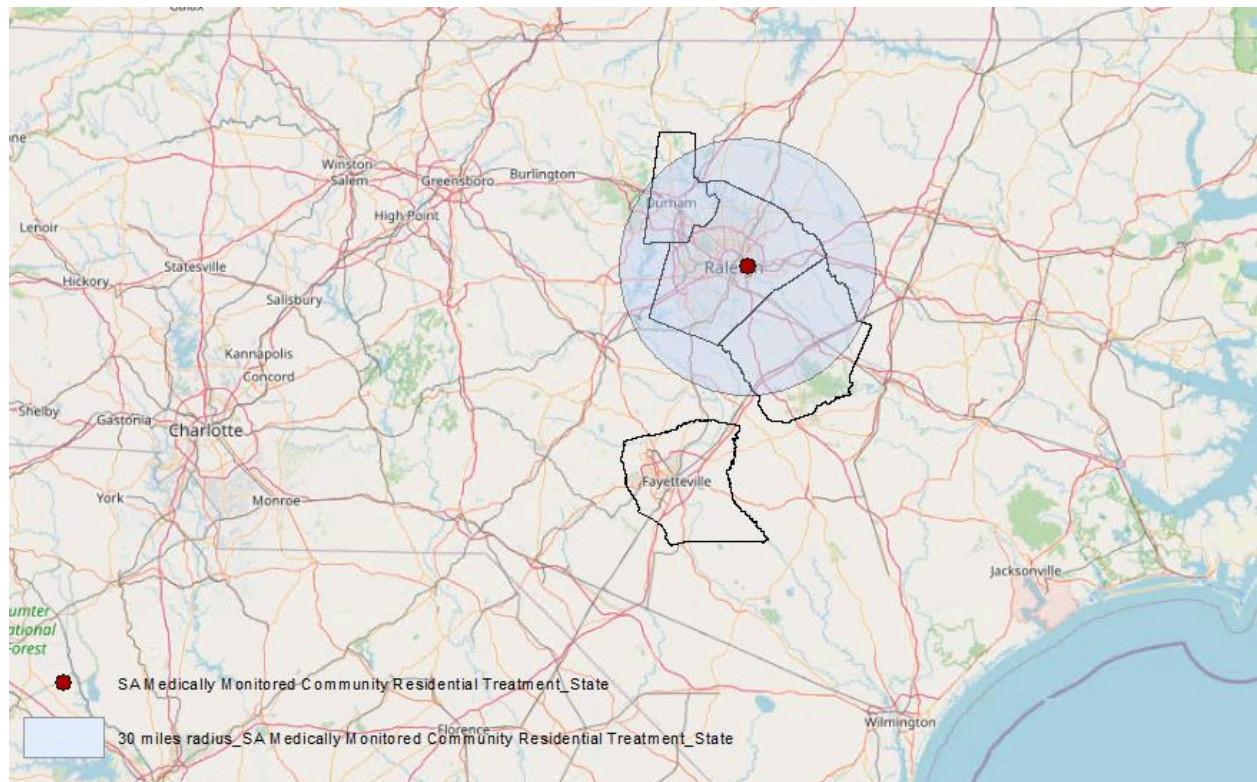 Galax
Winston
Salem
Greensboro
Burlington
Durham
High Point
Lenoir
Statesville
Hickory
Salisbury
Kannapolis
Concord
Shelby
Gastonia
Charlotte
Fayetteville
York
Monroe
Jacksonville
SA Medically Monitored Community Residential Treatment_State
Florence
Wilmington
30 miles radius_SA Medically Monitored Community Residential Treatment_State